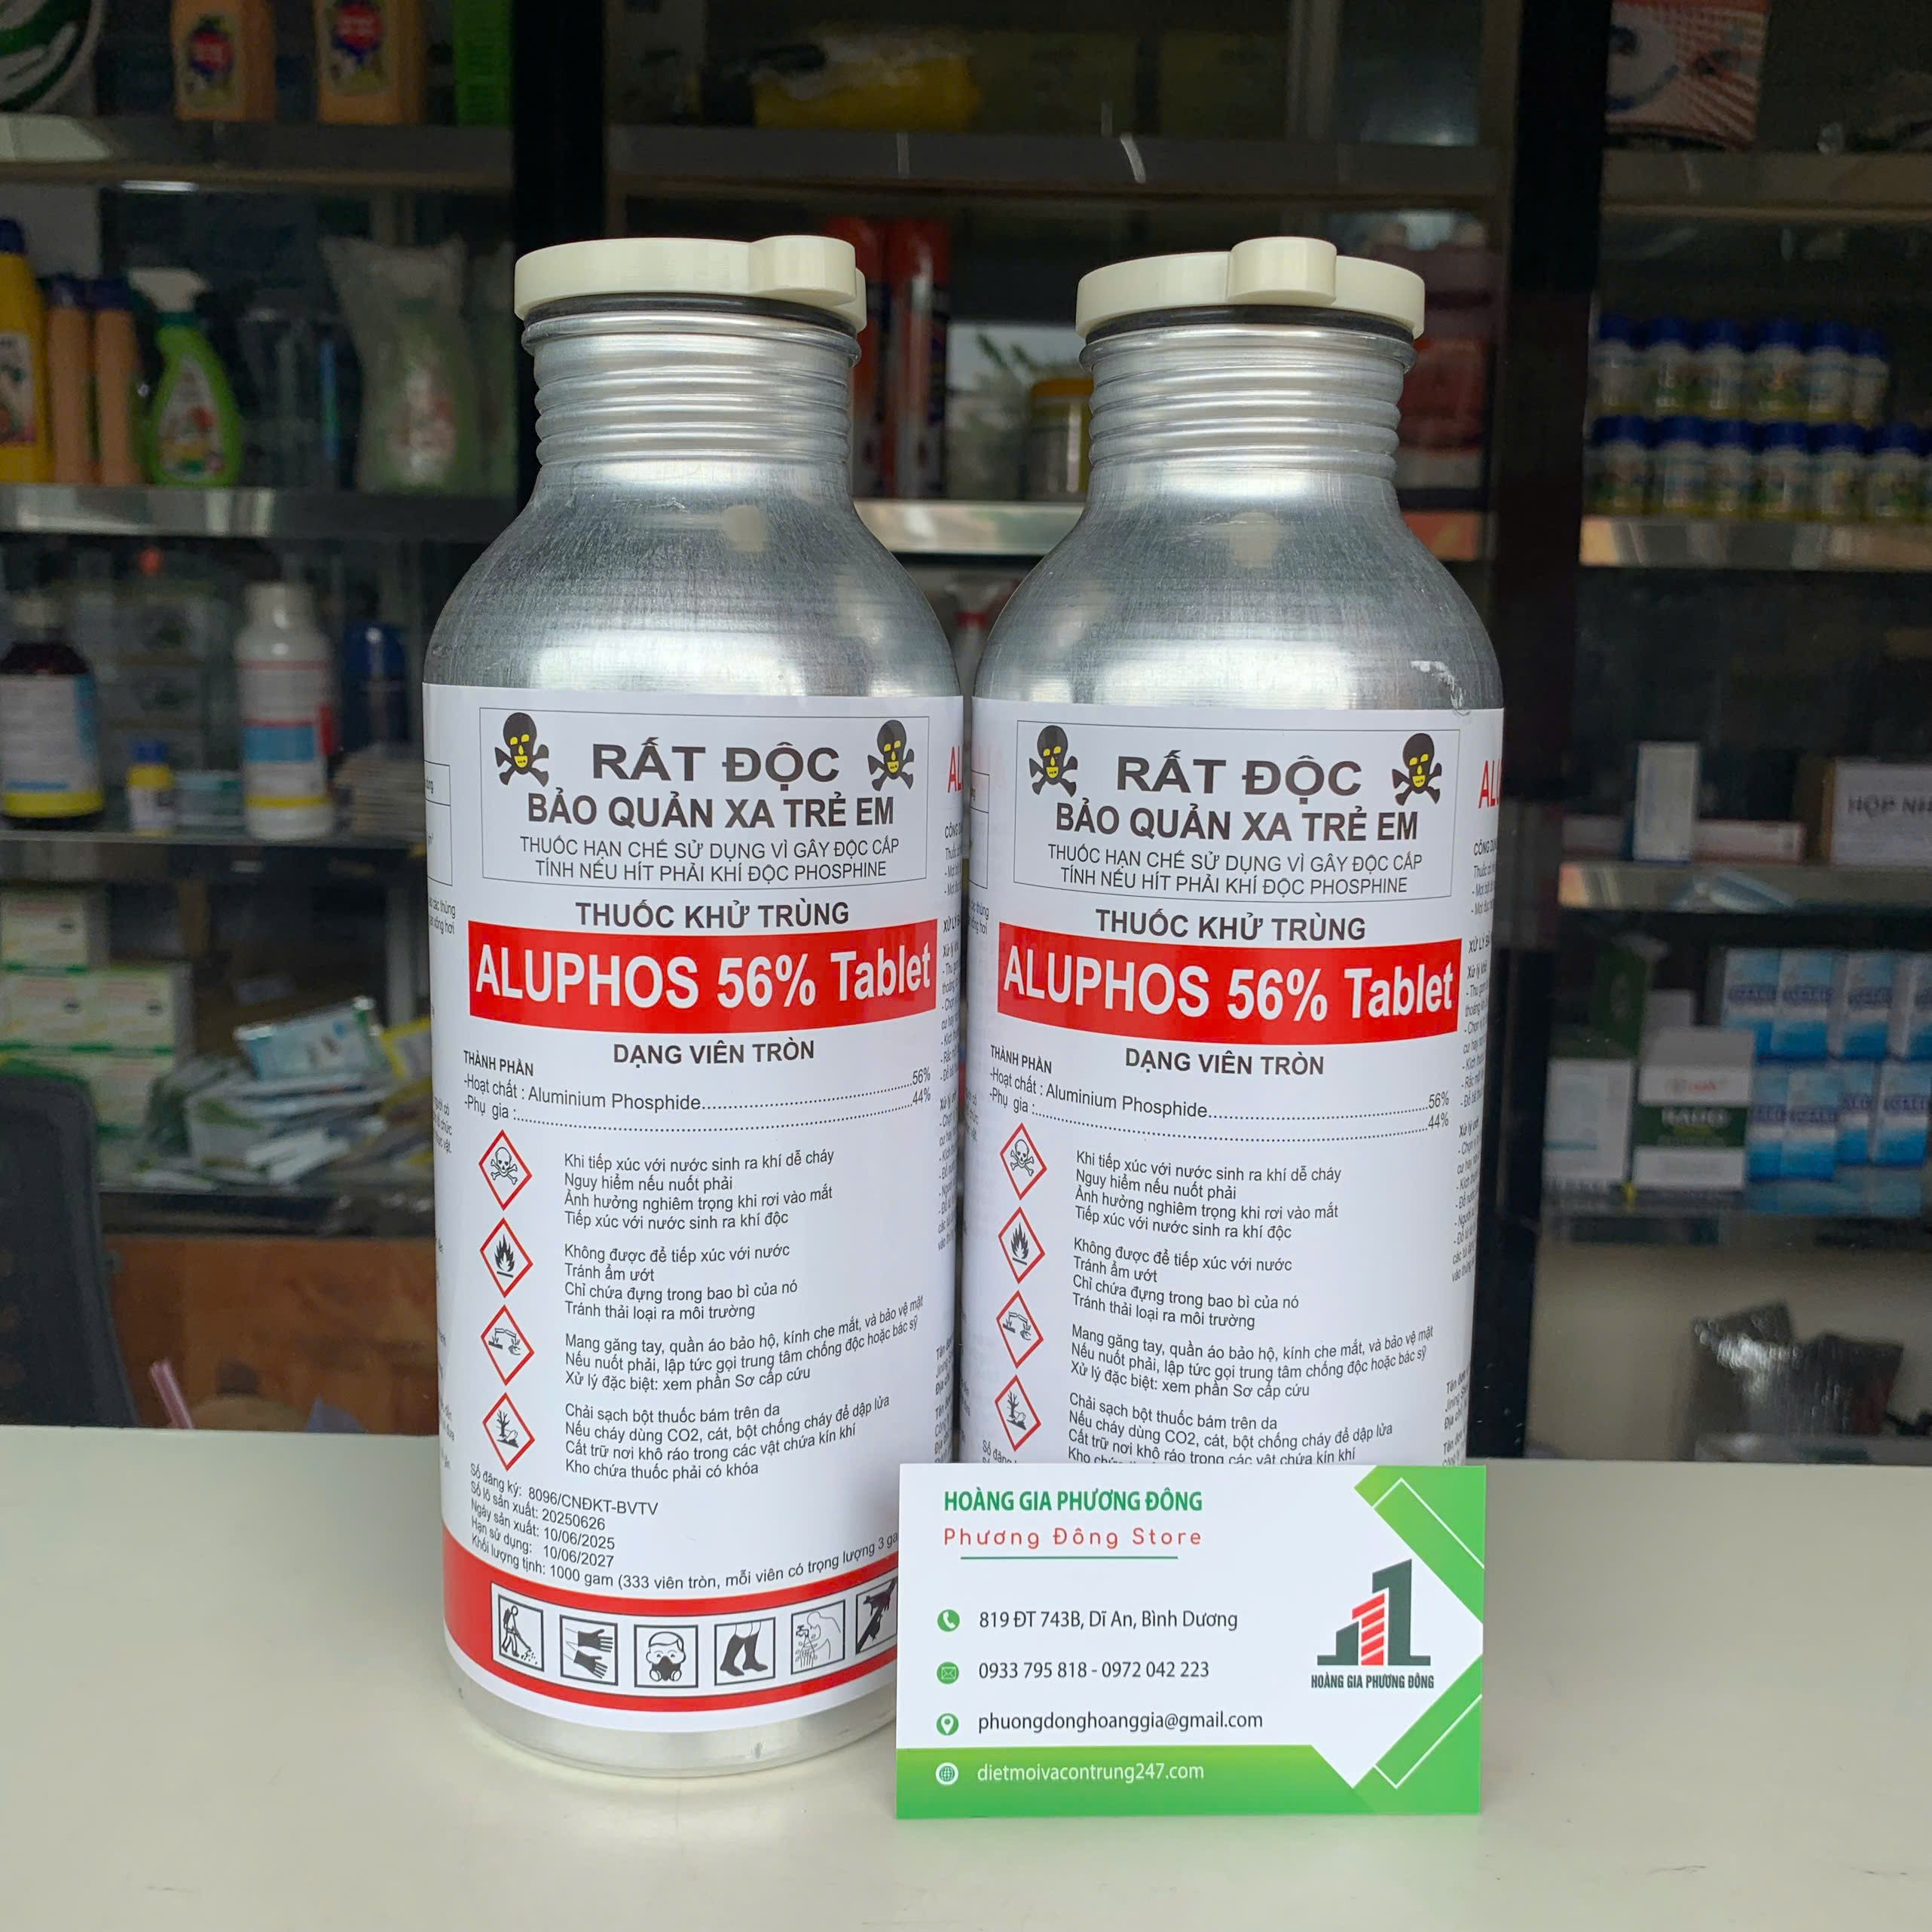 RẤT ĐỘC
BẢO QUẢN XA TRẺ EM
THUỐC HẠN CHẾ SỬ DỤNG VÌ GÂY ĐỘC CẤP
TÍNH NẾU HÍT PHẢI KHÍ ĐỘC PHOSPHINE
THUỐC KHỬ TRÙNG
ALUPHOS 56% Tablet
DẠNG VIÊN TRÒN
THÀNH PHẦN
-Hoạt chất : Aluminium Phosphide..............................56%
-Phụ gia :..............................44%
Khi tiếp xúc với nước sinh ra khí dễ cháy
Nguy hiểm nếu nuốt phải
Ảnh hưởng nghiêm trọng khi rơi vào mắt
Tiếp xúc với nước sinh ra khí độc
Không được để tiếp xúc với nước
Tránh ẩm ướt
Chỉ chứa đựng trong bao bì của nó
Tránh thải loại ra môi trường
Mang găng tay, quần áo bảo hộ, kính che mắt, và bảo vệ mặt
Nếu nuốt phải, lập tức gọi trung tâm chống độc hoặc bác sỹ
Xử lý đặc biệt: xem phần Sơ cấp cứu
Chải sạch bột thuốc bám trên da
Nếu cháy dùng CO2, cát, bột chống cháy để dập lửa
Cất trữ nơi khô ráo trong các vật chứa kín khí
Kho chứa thuốc phải có khóa
Số đăng ký: 8096/CNĐKT-BVTV
Số lô sản xuất: 20250626
Ngày sản xuất: 10/06/2025
Hạn sử dụng: 10/06/2027
Khối lượng tịnh: 1000 gam (333 viên tròn, mỗi viên có trọng lượng 3 ga
RẤT ĐỘC
BẢO QUẢN XA TRẺ EM
THUỐC HẠN CHẾ SỬ DỤNG VÌ GÂY ĐỘC CẤP
TÍNH NẾU HÍT PHẢI KHÍ ĐỘC PHOSPHINE
THUỐC KHỬ TRÙNG
ALUPHOS 56% Tablet
DẠNG VIÊN TRÒN
THÀNH PHẦN
-Hoạt chất : Aluminium Phosphide..............................56%
-Phụ gia :..............................44%
Khi tiếp xúc với nước sinh ra khí dễ cháy
Nguy hiểm nếu nuốt phải
Ảnh hưởng nghiêm trọng khi rơi vào mắt
Tiếp xúc với nước sinh ra khí độc
Không được để tiếp xúc với nước
Tránh ẩm ướt
Chỉ chứa đựng trong bao bì của nó
Tránh thải loại ra môi trường
Mang găng tay, quần áo bảo hộ, kính che mắt, và bảo vệ mặt
Nếu nuốt phải, lập tức gọi trung tâm chống độc hoặc bác sỹ
Xử lý đặc biệt: xem phần Sơ cấp cứu
Chải sạch bột thuốc bám trên da
Nếu cháy dùng CO2, cát, bột chống cháy để dập lửa
Cất trữ nơi khô ráo trong các vật chứa kín khí
Kho chứa
HOÀNG GIA PHƯƠNG ĐÔNG
Phương Đông Store
819 ĐT 743B, Dĩ An, Bình Dương
0933 795 818 - 0972 042 223
phuongdonghoanggia@gmail.com
dietmoivacontrung247.com
HOÀNG GIA PHƯƠNG ĐÔNG